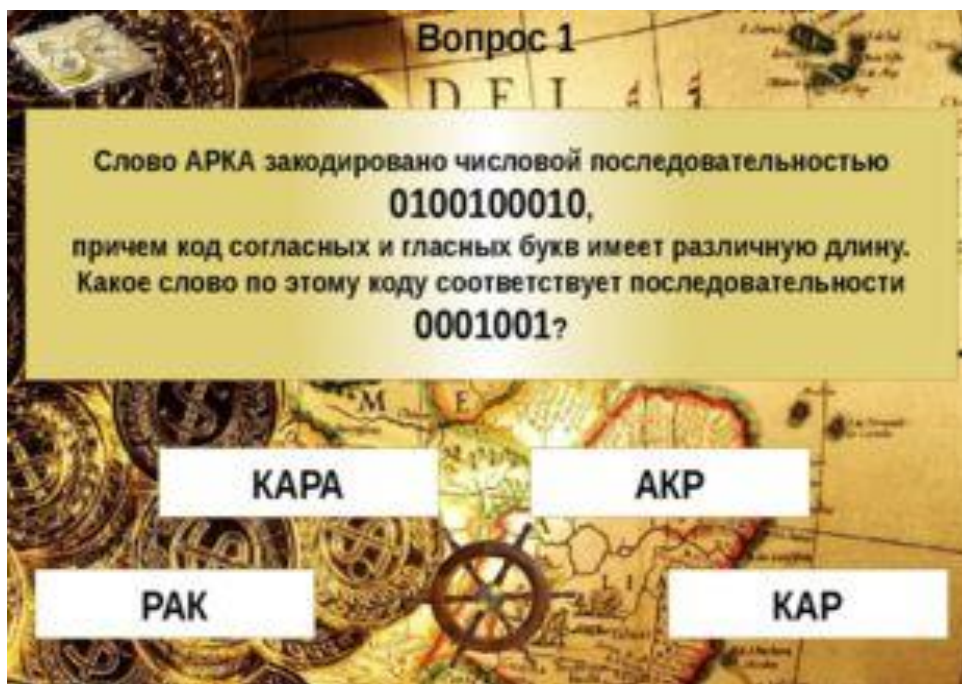 Вопрос 1
D E L
Слово АРКА закодировано числовой последовательностью
0100100010,
причем код согласных и гласных букв имеет различную длину.
Какое слово по этому коду соответствует последовательности
0001001?
M E
КАРА
АКР
L I A
РАК
КАР